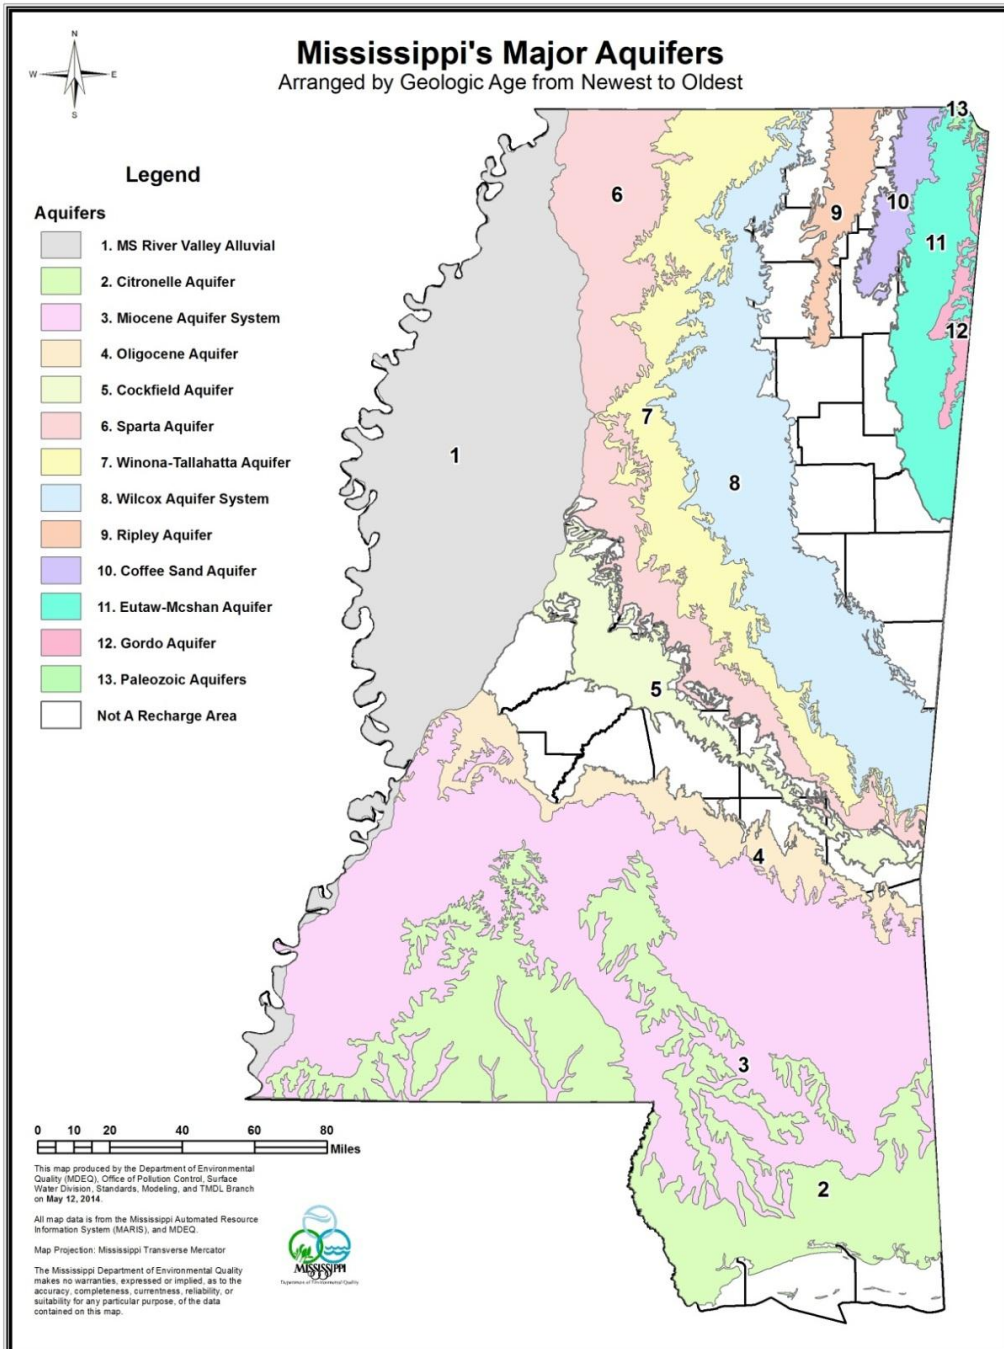 N
W E
S
Mississippi's Major Aquifers
Arranged by Geologic Age from Newest to Oldest
Legend
Aquifers
1. MS River Valley Alluvial
2. Citronelle Aquifer
3. Miocene Aquifer System
4. Oligocene Aquifer
5. Cockfield Aquifer
6. Sparta Aquifer
7. Winona-Tallahatta Aquifer
8. Wilcox Aquifer System
9. Ripley Aquifer
10. Coffee Sand Aquifer
11. Eutaw-Mcshan Aquifer
12. Gordo Aquifer
13. Paleozoic Aquifers
Not A Recharge Area
13
6
10
9
11
12
7
1
8
5
4
3
2
0 10 20 40 60 80
Miles
This map produced by the Department of Environmental
Quality (MDEQ), Office of Pollution Control, Surface
Water Division, Standards, Modeling, and TMDL Branch
on May 12, 2014.
All map data is from the Mississippi Automated Resource
Information System (MARIS), and MDEQ.
Map Projection: Mississippi Transverse Mercator
The Mississippi Department of Environmental Quality
makes no warranties, expressed or implied, as to the
accuracy, completeness, currentness, reliability, or
suitability for any particular purpose, of the data
contained on this map.
MISSISSIPPI
Department of Environmental Quality